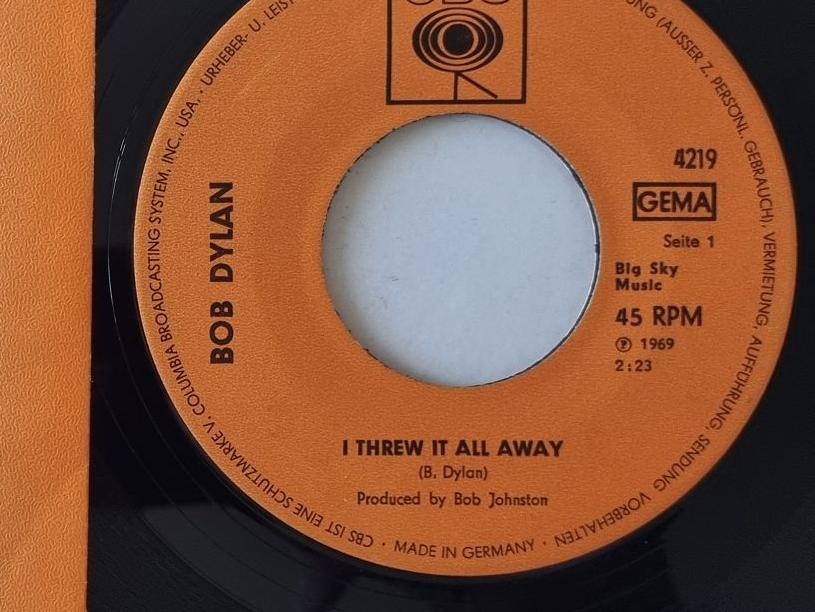 CBS
4219
GEMA
Seite 1
Big Sky
Music
45 RPM
℗ 1969
2:23
BOB DYLAN
I THREW IT ALL AWAY
(B. Dylan)
Produced by Bob Johnston
CBS IST EINE SCHUTZMARKE V. COLUMBIA BROADCASTING SYSTEM, INC., USA. · URHEBER- U. LEIST
UNG (AUSSER Z. PERSÖNL. GEBRAUCH), VERMIETUNG, AUFFÜHRUNG, SENDUNG VORBEHALTEN · MADE IN GERMANY ·